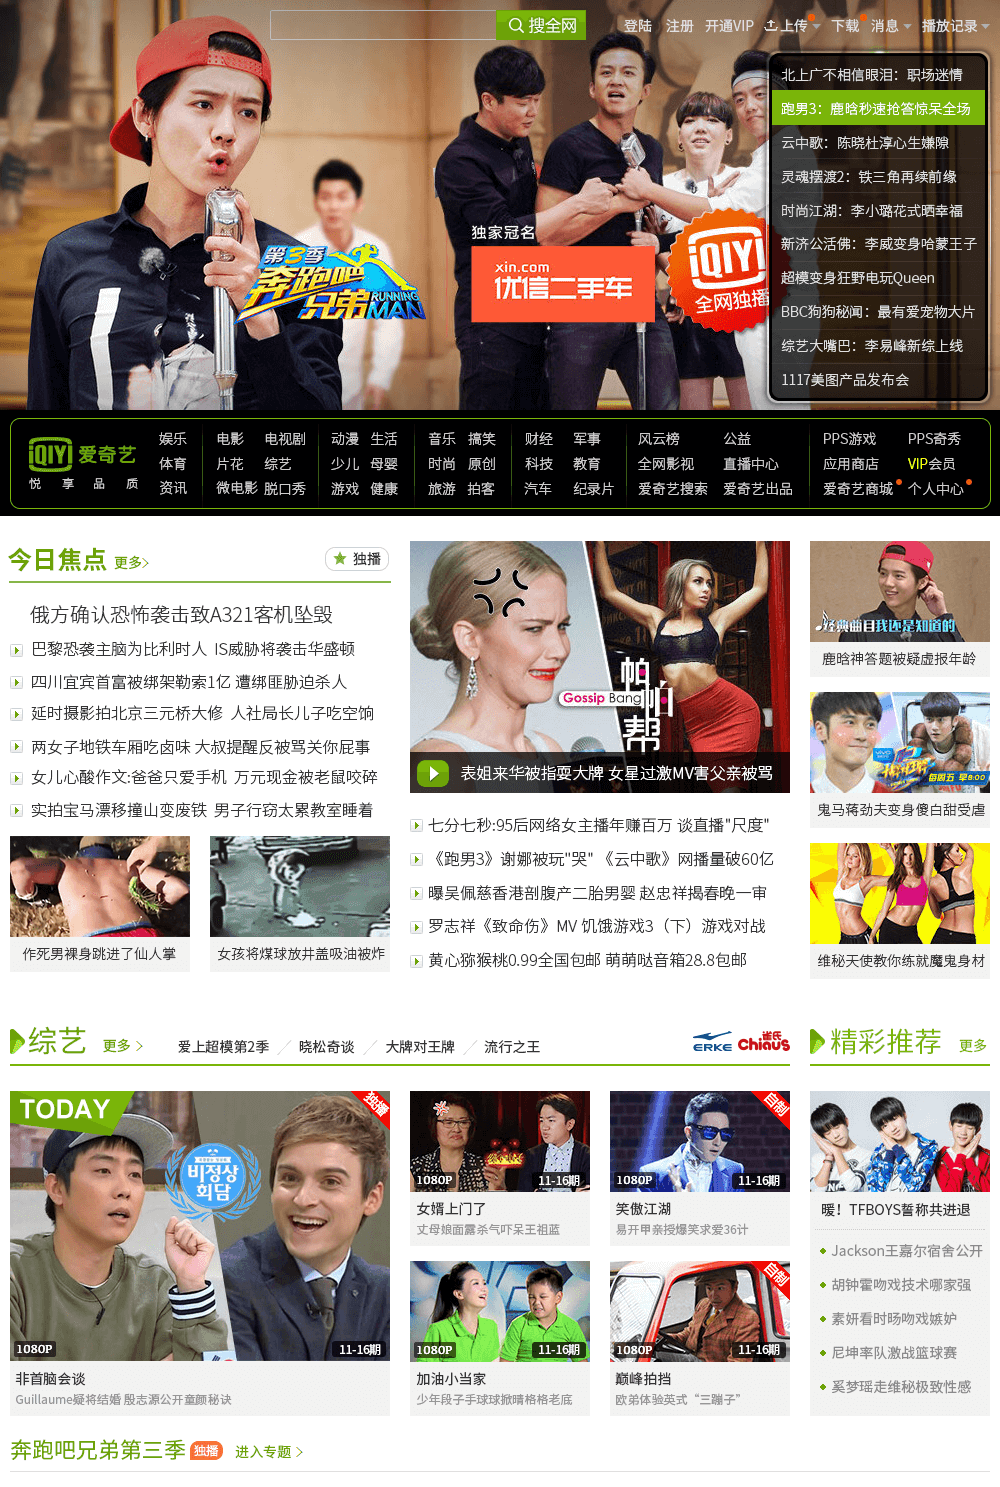 搜全网
登陆 注册 开通VIP 上传 下载 消息 播放记录
北上广不相信眼泪：职场迷情
跑男3：鹿晗秒速抢答惊呆全场
云中歌：陈晓杜淳心生嫌隙
灵魂摆渡2：铁三角再续前缘
时尚江湖：李小璐花式晒幸福
新济公活佛：李威变身哈蒙王子
超模变身狂野电玩Queen
BBC狗狗秘闻：最有爱宠物大片
综艺大嘴巴：李易峰新综上线
1117美图产品发布会
第3季
奔跑吧
兄弟
RUNNING MAN
独家冠名
xin.com
优信二手车
iQIYI
全网独播
iQIYI 爱奇艺
悦享品质
娱乐 电影 电视剧 动漫 生活 音乐 搞笑 财经 军事 风云榜 公益 PPS游戏 PPS奇秀
体育 片花 综艺 少儿 母婴 时尚 原创 科技 教育 全网影视 直播中心 应用商店 VIP会员
资讯 微电影 脱口秀 游戏 健康 旅游 拍客 汽车 纪录片 爱奇艺搜索 爱奇艺出品 爱奇艺商城 个人中心
今日焦点 更多
独播
俄方确认恐怖袭击致A321客机坠毁
巴黎恐袭主脑为比利时人 IS威胁将袭击华盛顿
四川宜宾首富被绑架勒索1亿 遭绑匪胁迫杀人
延时摄影拍北京三元桥大修 人社局长儿子吃空饷
两女子地铁车厢吃卤味 大叔提醒反被骂关你屁事
女儿心酸作文:爸爸只爱手机 万元现金被老鼠咬碎
实拍宝马漂移撞山变废铁 男子行窃太累教室睡着
作死男裸身跳进了仙人掌
女孩将煤球放井盖吸油被炸
帕帕帮
Gossip Bang
表姐来华被指耍大牌 女星过激MV害父亲被骂
七分七秒:95后网络女主播年赚百万 谈直播"尺度"
《跑男3》谢娜被玩"哭" 《云中歌》网播量破60亿
曝吴佩慈香港剖腹产二胎男婴 赵忠祥揭春晚一审
罗志祥《致命伤》MV 饥饿游戏3（下）游戏对战
黄心猕猴桃0.99全国包邮 萌萌哒音箱28.8包邮
经典曲目我还是知道的
鹿晗神答题被疑虚报年龄
每周五 早8:00
鬼马蒋劲夫变身傻白甜受虐
维秘天使教你练就魔鬼身材
综艺 更多
爱上超模第2季 晓松奇谈 大牌对王牌 流行之王
ERKE
雀氏
Chiaus
精彩推荐 更多
TODAY
独播
비정상
회담
1080P 11-16期
非首脑会谈
Guillaume疑将结婚 殷志源公开童颜秘诀
1080P 11-16期
女婿上门了
丈母娘面露杀气吓呆王祖蓝
自制
1080P 11-16期
笑傲江湖
易开甲亲授爆笑求爱36计
1080P 11-16期
加油小当家
少年段子手球球掀晴格格老底
自制
1080P 11-16期
巅峰拍挡
欧弟体验英式“三蹦子”
暖！TFBOYS誓称共进退
Jackson王嘉尔宿舍公开
胡钟霍吻戏技术哪家强
素妍看时旸吻戏嫉妒
尼坤率队激战篮球赛
奚梦瑶走维秘极致性感
奔跑吧兄弟第三季 独播 进入专题